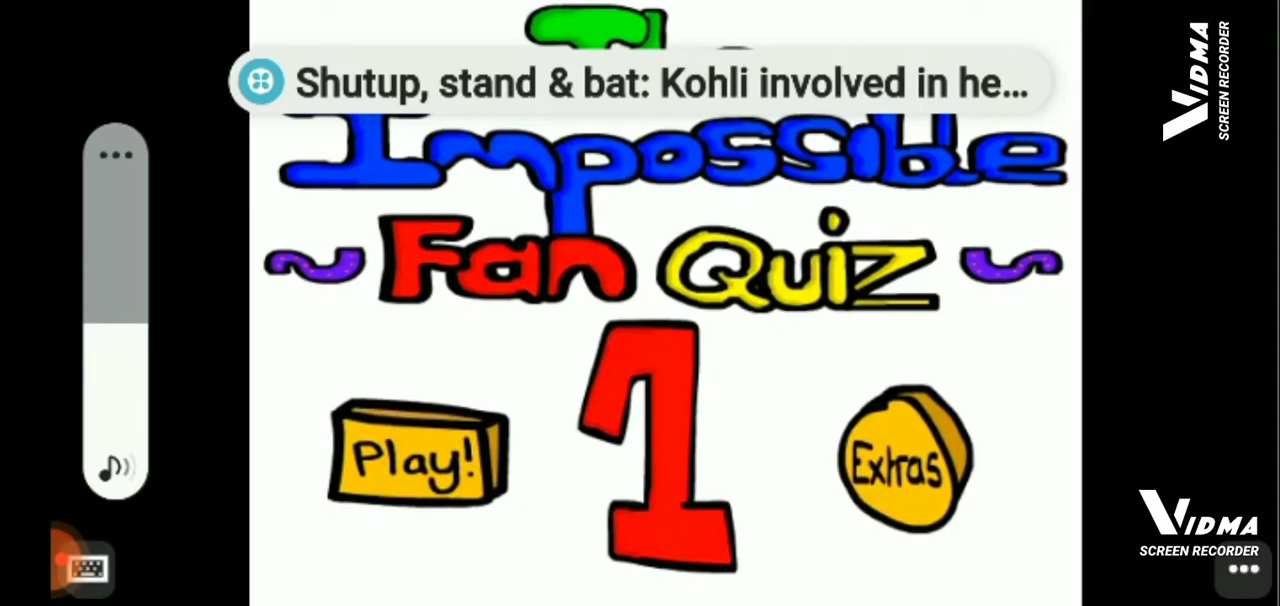 Shutup, stand & bat: Kohli involved in he...
Impossible
Fan Quiz
1
Play!
Extras
VIDMA
SCREEN RECORDER
VIDMA
SCREEN RECORDER